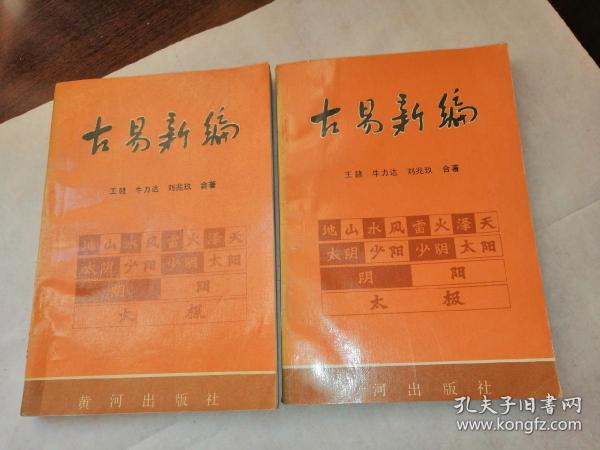 古易新编
王赣 牛力达 刘兆玖 合著
地山水风雷火泽天
太阴少阳少阴太阳
阴 阳
太 极
黄河出版社
古易新编
王赣 牛力达 刘兆玖 合著
地山水风雷火泽天
太阴少阳少阴太阳
阴 阳
太 极
河出版社
孔夫子旧书网
www.kongfz.com